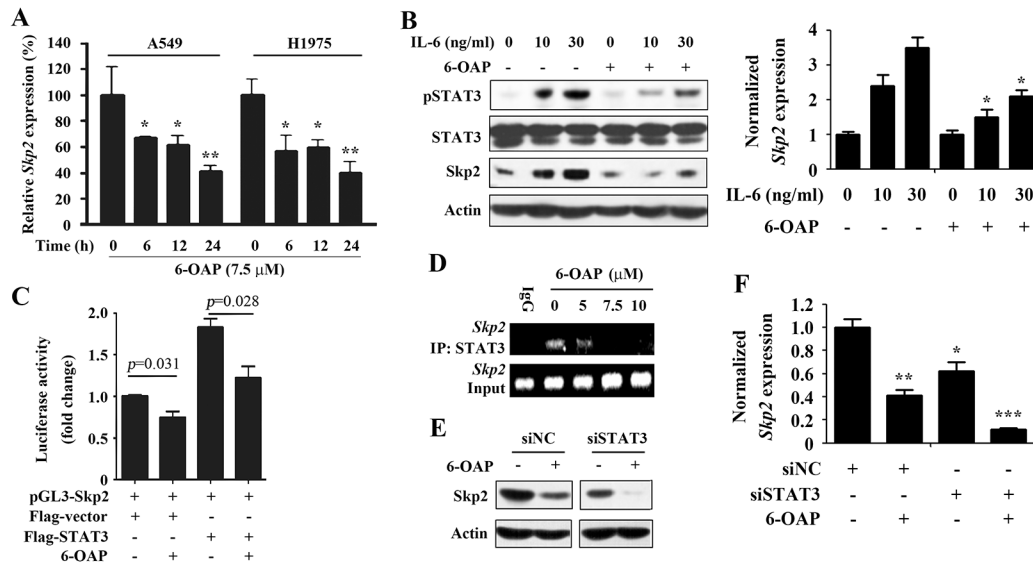 A
Relative Skp2 expression (%)
A549 H1975
140
120
100
80
60
40
20
0
* * ** * * **
Time (h) 0 6 12 24 0 6 12 24
6-OAP (7.5 μM)
B
IL-6 (ng/ml) 0 10 30 0 10 30
6-OAP - - - + + +
pSTAT3
STAT3
Skp2
Actin
Normalized
Skp2 expression
4
3
2
1
0
* *
IL-6 (ng/ml) 0 10 30 0 10 30
6-OAP - - - + + +
C
Luciferase activity
(fold change)
2.0
1.5
1.0
0.5
0
p=0.031
p=0.028
pGL3-Skp2 + + + +
Flag-vector + + - -
Flag-STAT3 - - + +
6-OAP - + - +
D
6-OAP (μM)
IgG 0 5 7.5 10
Skp2
IP: STAT3
Skp2
Input
E
siNC siSTAT3
6-OAP - + - +
Skp2
Actin
F
Normalized
Skp2 expression
1.2
1.0
0.8
0.6
0.4
0.2
0
** * ***
siNC + + - -
siSTAT3 - - + +
6-OAP - + - +